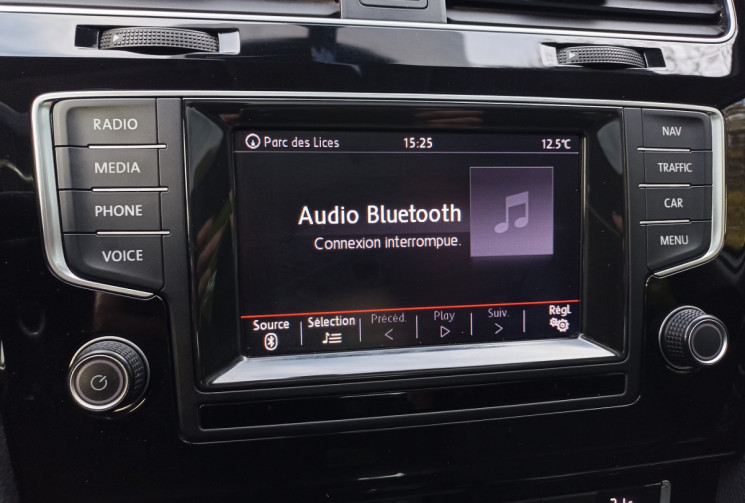 RADIO
MEDIA
PHONE
VOICE
Parc des Lices 15:25 12.5°C
Audio Bluetooth
Connexion interrompue.
Source Sélection Précéd. Play Suiv. Régl.
NAV
TRAFFIC
CAR
MENU